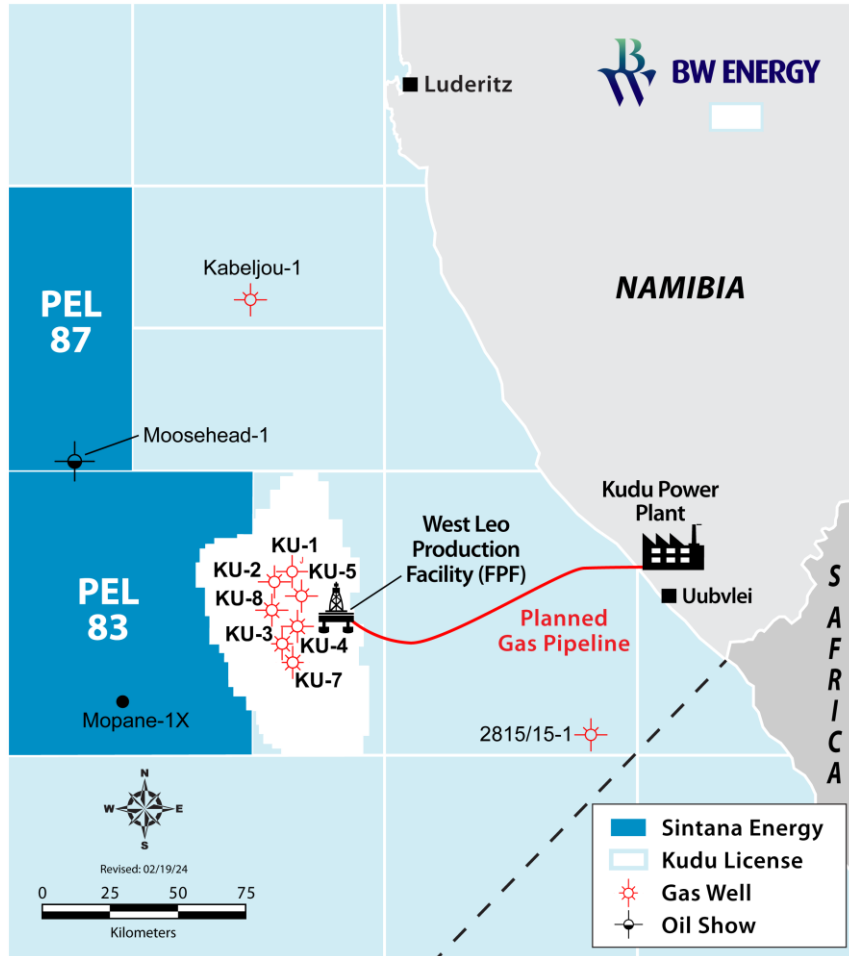 BW
BW ENERGY
Luderitz
Kabeljou-1
NAMIBIA
PEL
87
Moosehead-1
Kudu Power
Plant
West Leo
Production
Facility (FPF)
KU-1
KU-2
KU-5
KU-8
KU-3
KU-4
KU-7
Uubvlei
Planned
Gas Pipeline
PEL
83
Mopane-1X
2815/15-1
S AFRICA
N
W
E
S
Revised: 02/19/24
0 25 50 75
Kilometers
Sintana Energy
Kudu License
Gas Well
Oil Show